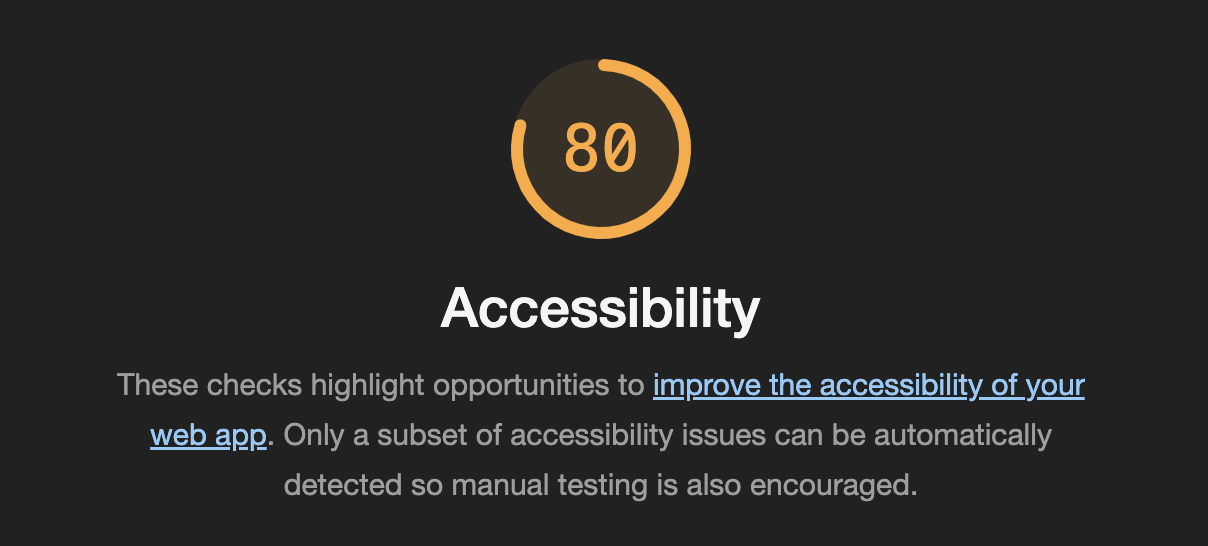 80
Accessibility
These checks highlight opportunities to improve the accessibility of your
web app. Only a subset of accessibility issues can be automatically
detected so manual testing is also encouraged.